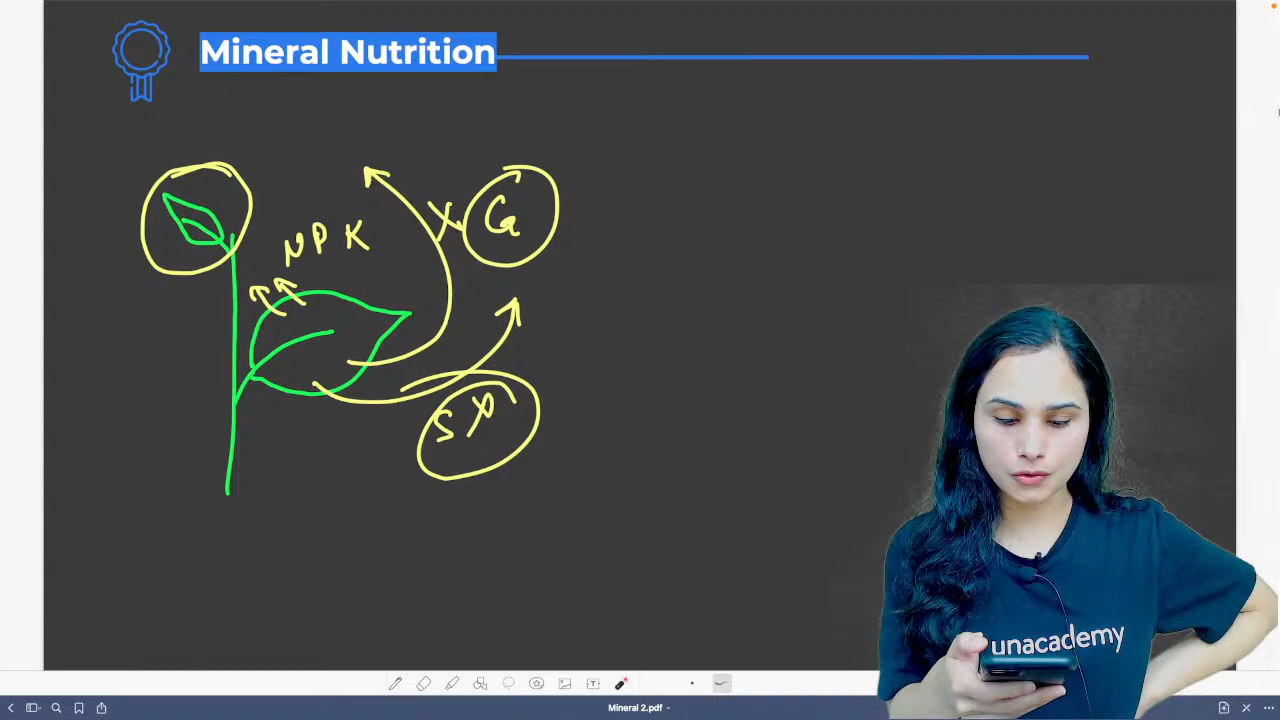 Mineral Nutrition
N P K
X Ca
S X
unacademy
Mineral 2.pdf